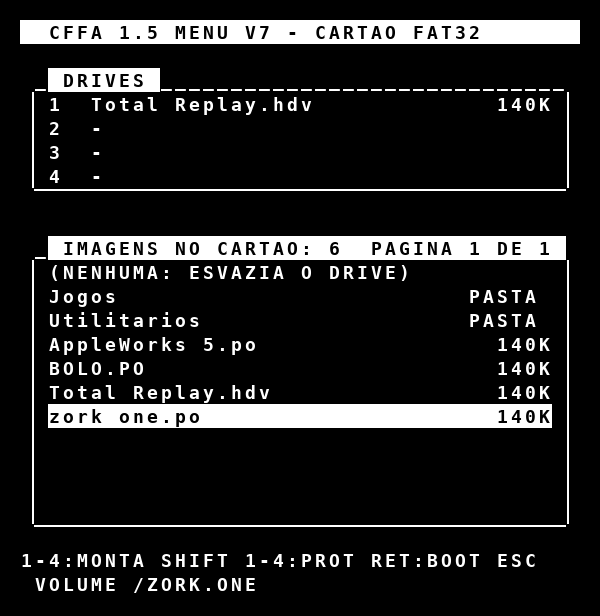 CFFA 1.5 MENU V7 - CARTAO FAT32
DRIVES
1 Total Replay.hdv 140K
2 -
3 -
4 -
IMAGENS NO CARTAO: 6 PAGINA 1 DE 1
(NENHUMA: ESVAZIA O DRIVE)
Jogos PASTA
Utilitarios PASTA
AppleWorks 5.po 140K
BOLO.PO 140K
Total Replay.hdv 140K
zork one.po 140K
1-4:MONTA SHIFT 1-4:PROT RET:BOOT ESC
VOLUME /ZORK.ONE